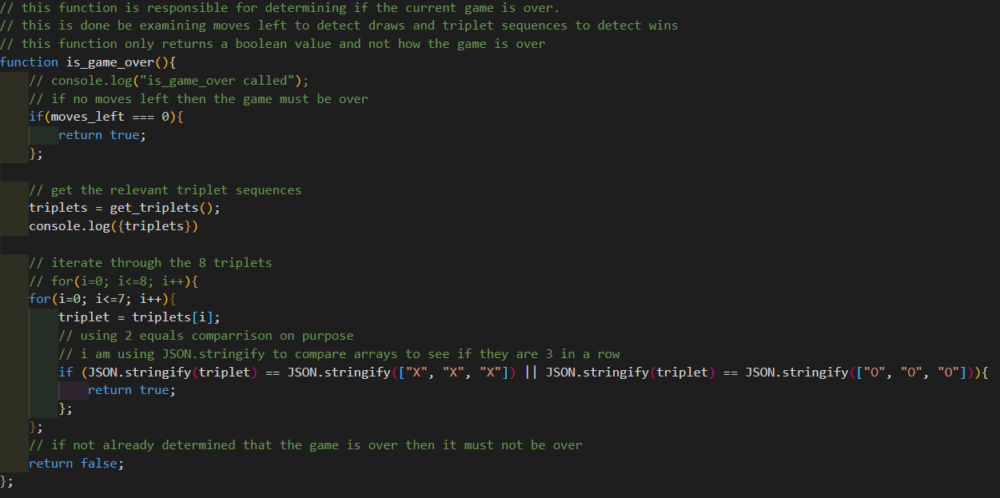 // this function is responsible for determining if the current game is over.
// this is done be examining moves left to detect draws and triplet sequences to detect wins
// this function only returns a boolean value and not how the game is over
function is_game_over(){
    // console.log("is_game_over called");
    // if no moves left then the game must be over
    if(moves_left === 0){
        return true;
    };

    // get the relevant triplet sequences
    triplets = get_triplets();
    console.log({triplets})

    // iterate through the 8 triplets
    // for(i=0; i<=8; i++){
    for(i=0; i<=7; i++){
        triplet = triplets[i];
        // using 2 equals comparrison on purpose
        // i am using JSON.stringify to compare arrays to see if they are 3 in a row
        if (JSON.stringify(triplet) == JSON.stringify(["X", "X", "X"]) || JSON.stringify(triplet) == JSON.stringify(["O", "O", "O"])){
            return true;
        };
    };
    // if not already determined that the game is over then it must not be over
    return false;
};